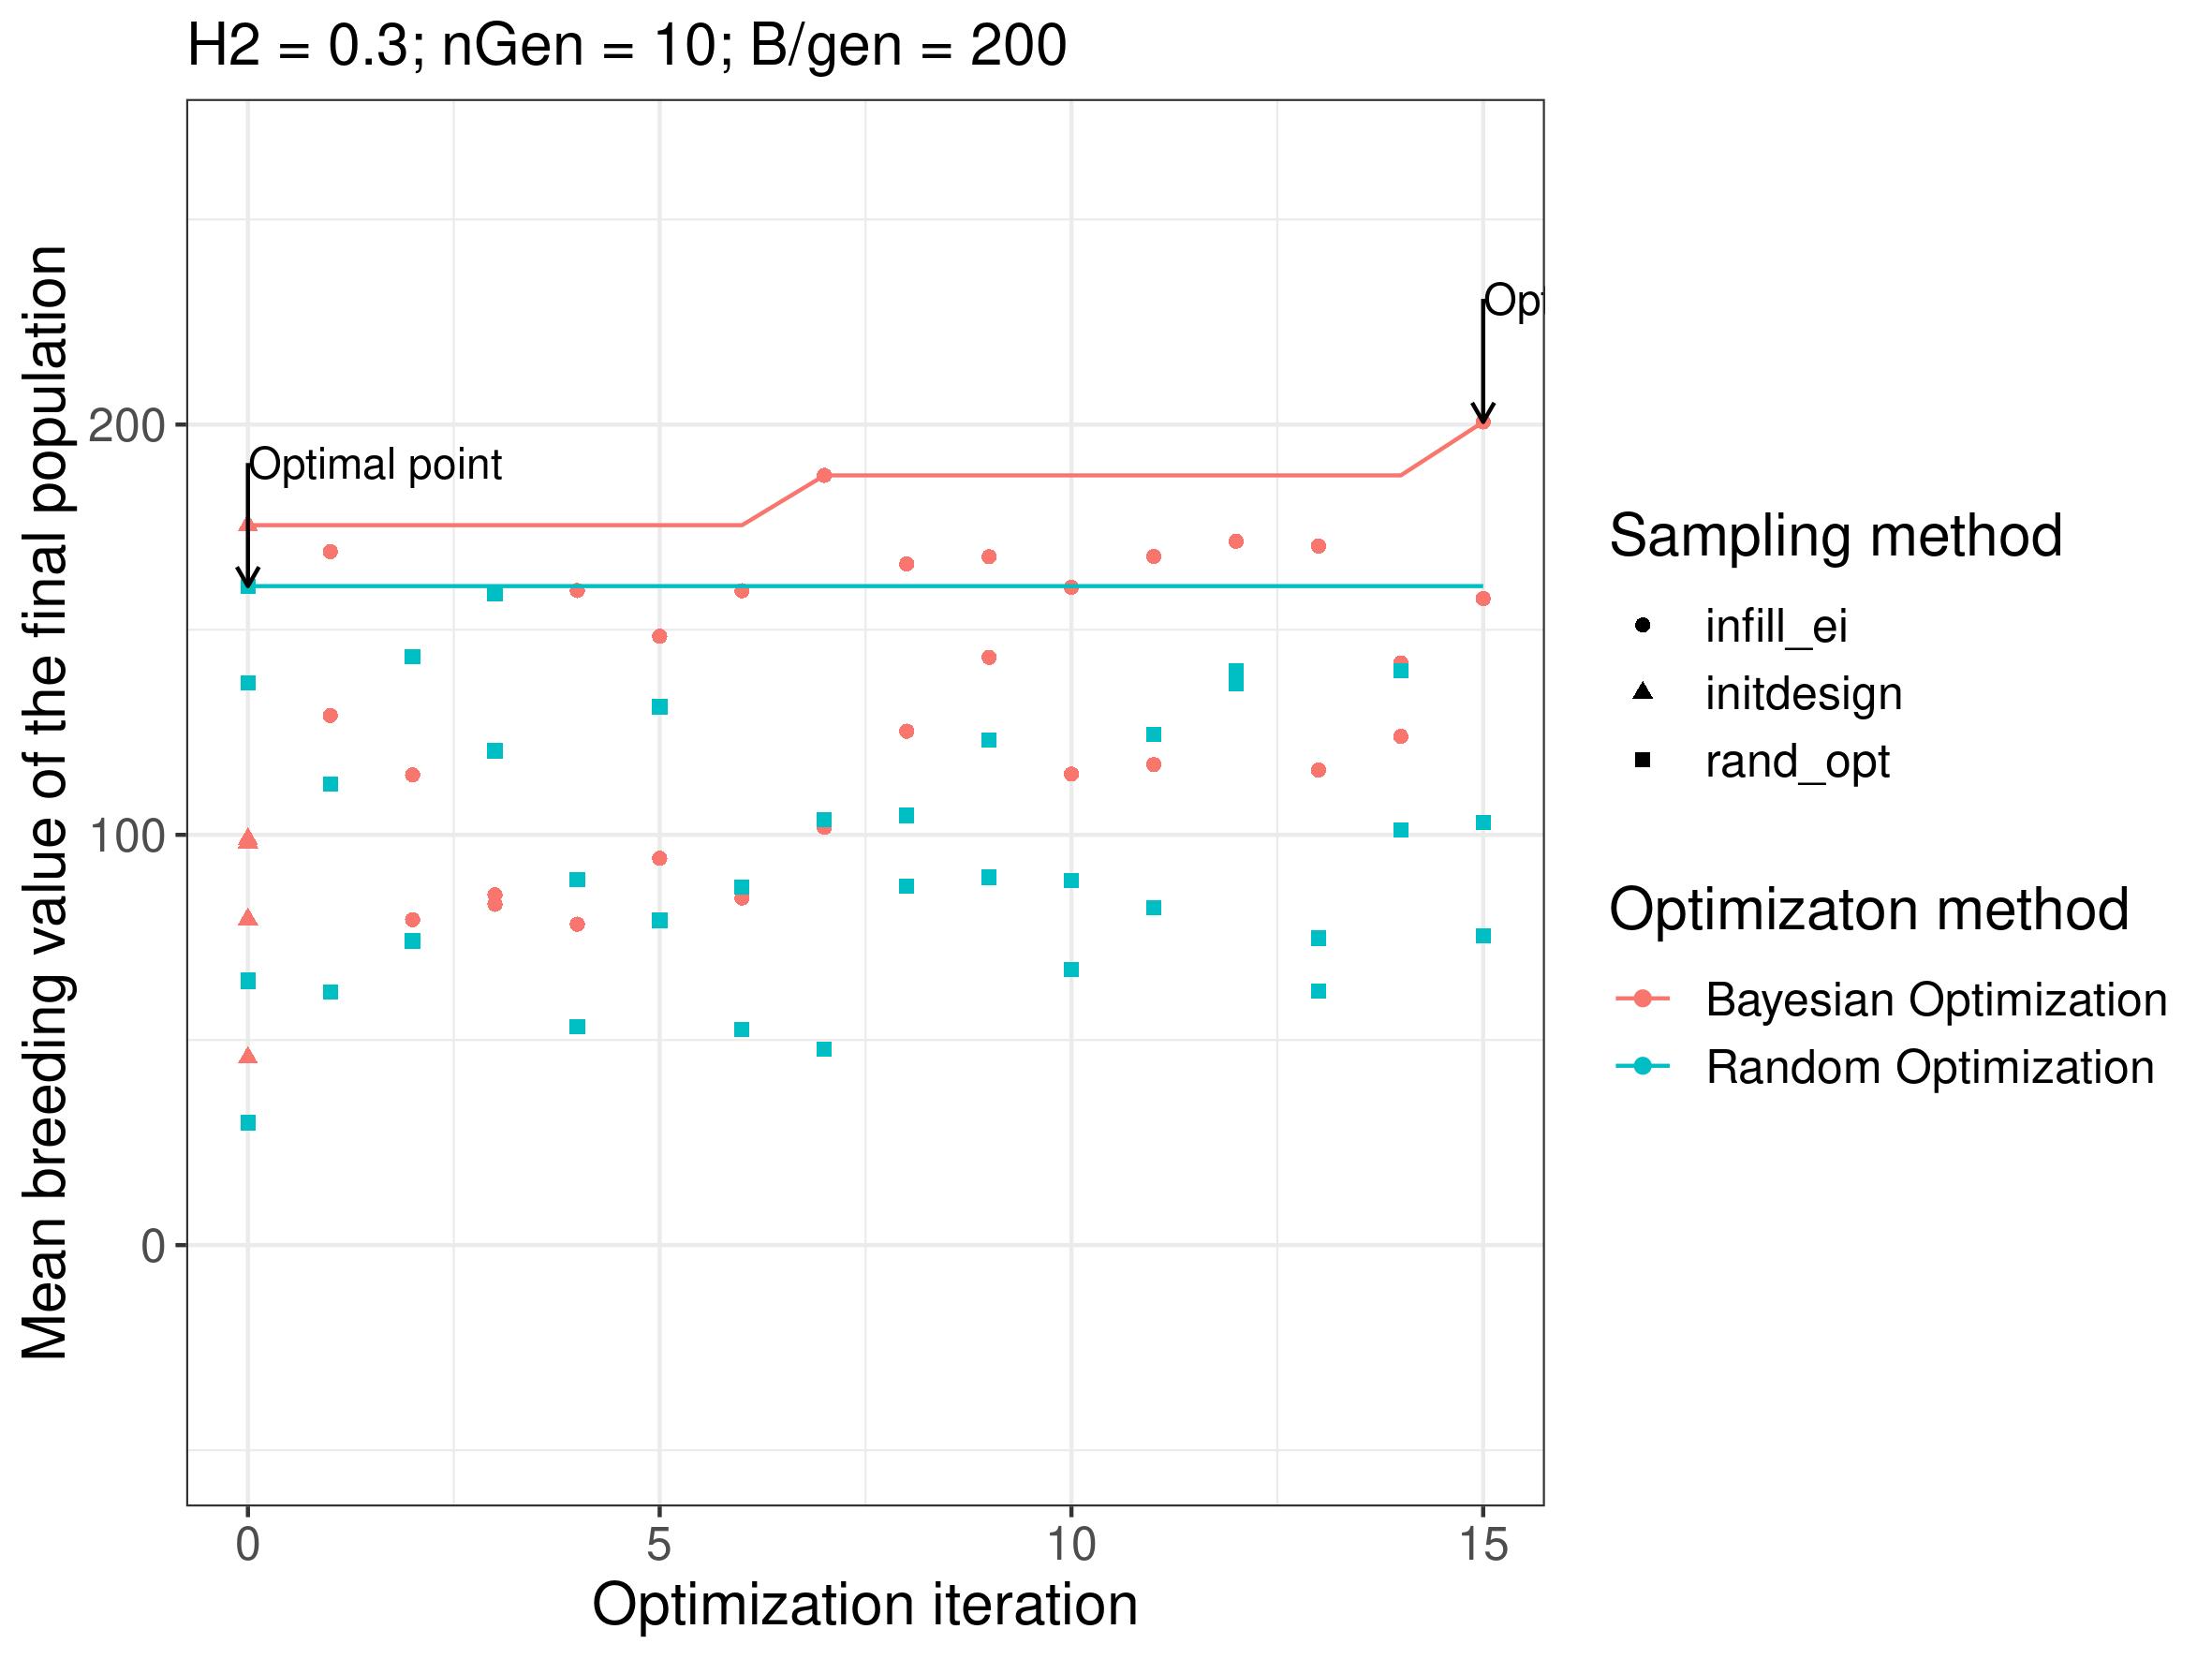 H2 = 0.3; nGen = 10; B/gen = 200
Mean breeding value of the final population
200
100
0
Optimal point
Opt
0
5
10
15
Optimization iteration
Sampling method
infill_ei
initdesign
rand_opt
Optimizaton method
Bayesian Optimization
Random Optimization